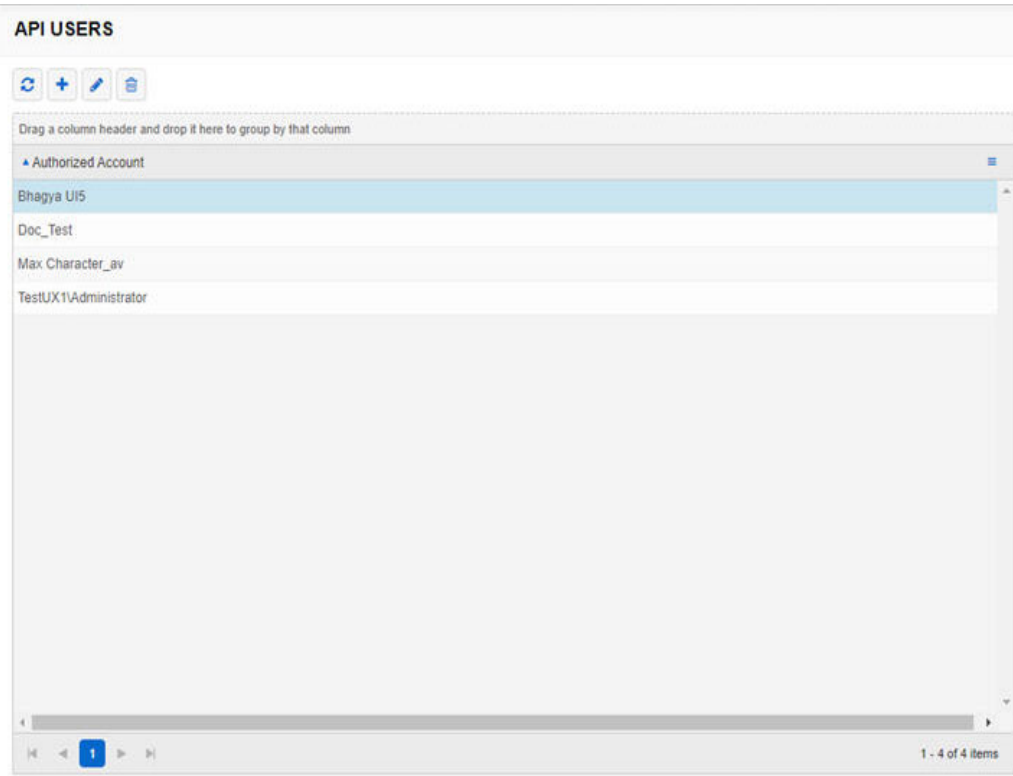 API USERS
Drag a column header and drop it here to group by that column
Authorized Account
Bhagya UI5
Doc_Test
Max Character_av
TestUX1\Administrator
1
1 - 4 of 4 items